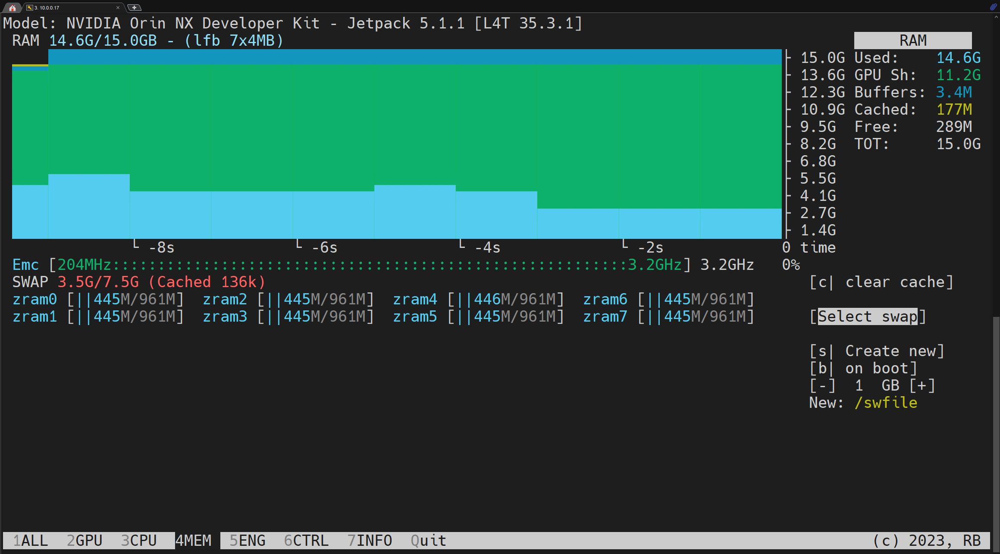 3. 10.0.0.17
Model: NVIDIA Orin NX Developer Kit - Jetpack 5.1.1 [L4T 35.3.1]
RAM 14.6G/15.0GB - (lfb 7x4MB) RAM
15.0G Used: 14.6G
13.6G GPU Sh: 11.2G
12.3G Buffers: 3.4M
10.9G Cached: 177M
9.5G Free: 289M
8.2G TOT: 15.0G
6.8G
5.5G
4.1G
2.7G
1.4G
-8s -6s -4s -2s 0 time
Emc [204MHz:::::::::::::::::::::::::::::::::::::::::::::::::::::::::3.2GHz] 3.2GHz 0%
SWAP 3.5G/7.5G (Cached 136k) [c| clear cache]
zram0 [||445M/961M] zram2 [||445M/961M] zram4 [||446M/961M] zram6 [||445M/961M]
zram1 [||445M/961M] zram3 [||445M/961M] zram5 [||445M/961M] zram7 [||445M/961M] [Select swap]
[s| Create new]
[b| on boot]
[-] 1 GB [+]
New: /swfile
1ALL 2GPU 3CPU 4MEM 5ENG 6CTRL 7INFO Quit (c) 2023, RB